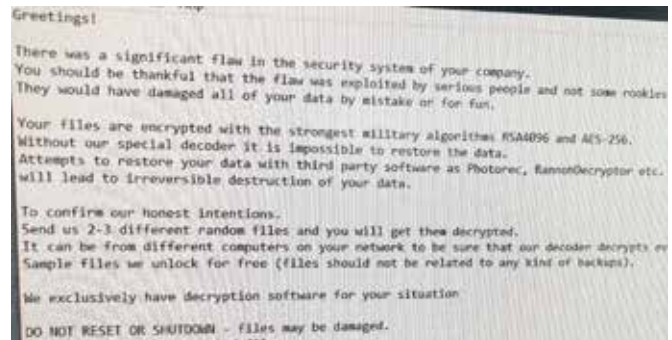 Greetings!
There was a significant flaw in the security system of your company.
You should be thankful that the flaw was exploited by serious people and not some rookies
They would have damaged all of your data by mistake or for fun.
Your files are encrypted with the strongest military algorithms RSA4096 and AES-256.
Without our special decoder it is impossible to restore the data.
Attempts to restore your data with third party software as Photorec, RannohDecryptor etc.
will lead to irreversible destruction of your data.
To confirm our honest intentions.
Send us 2-3 different random files and you will get them decrypted.
It can be from different computers on your network to be sure that our decoder decrypts ev
Sample files we unlock for free (files should not be related to any kind of backups).
We exclusively have decryption software for your situation
DO NOT RESET OR SHUTDOWN - files may be damaged.